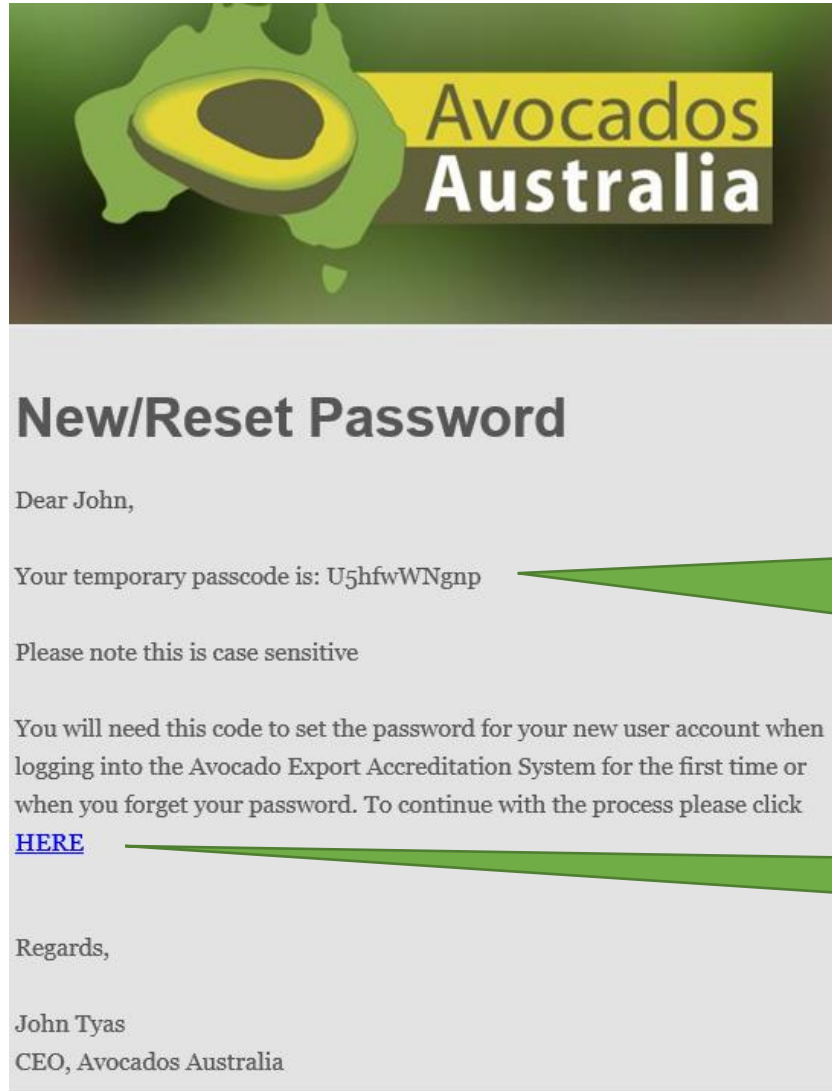 Avocados
Australia
New/Reset Password
Dear John,
Your temporary passcode is: U5hfwWNgnp
Please note this is case sensitive
You will need this code to set the password for your new user account when
logging into the Avocado Export Accreditation System for the first time or
when you forget your password. To continue with the process please click
HERE
Regards,
John Tyas
CEO, Avocados Australia